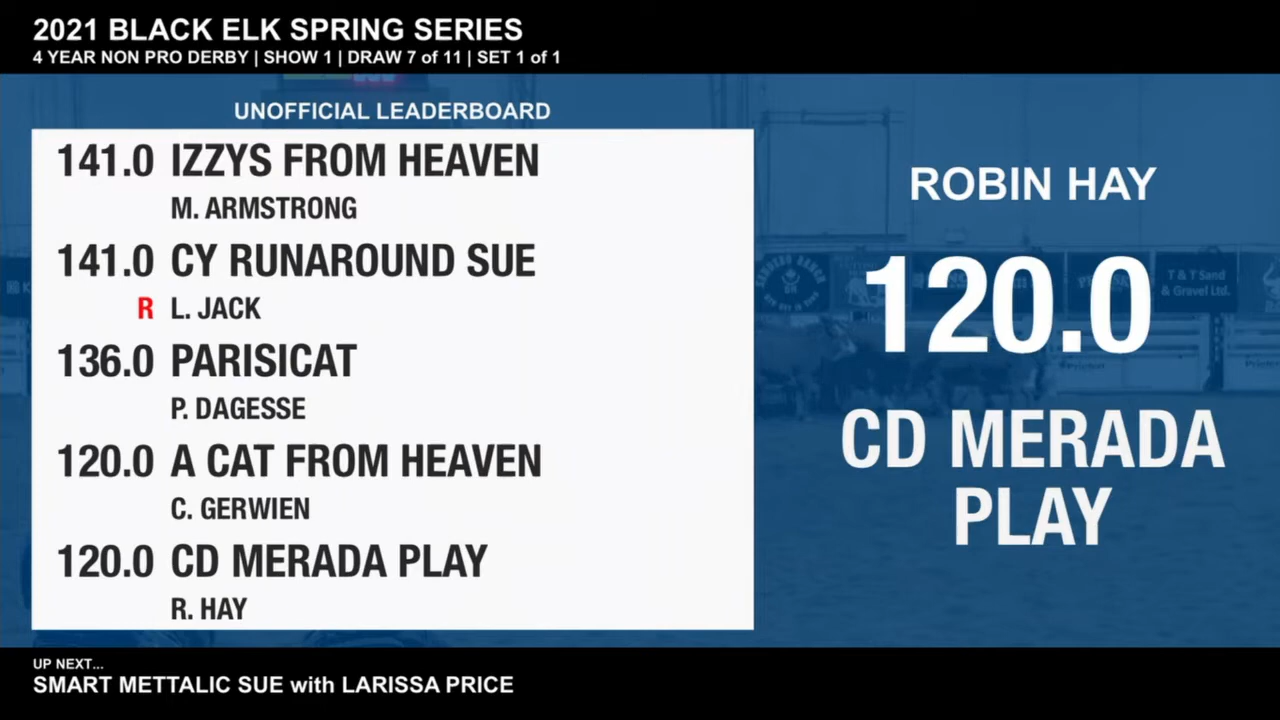 2021 BLACK ELK SPRING SERIES
4 YEAR NON PRO DERBY | SHOW 1 | DRAW 7 of 11 | SET 1 of 1
UNOFFICIAL LEADERBOARD
141.0 IZZYS FROM HEAVEN
M. ARMSTRONG
141.0 CY RUNAROUND SUE
R L. JACK
136.0 PARISICAT
P. DAGESSE
120.0 A CAT FROM HEAVEN
C. GERWIEN
120.0 CD MERADA PLAY
R. HAY
ROBIN HAY
120.0
CD MERADA
PLAY
T & T Sand
& Gravel Ltd.
UP NEXT...
SMART METTALIC SUE with LARISSA PRICE